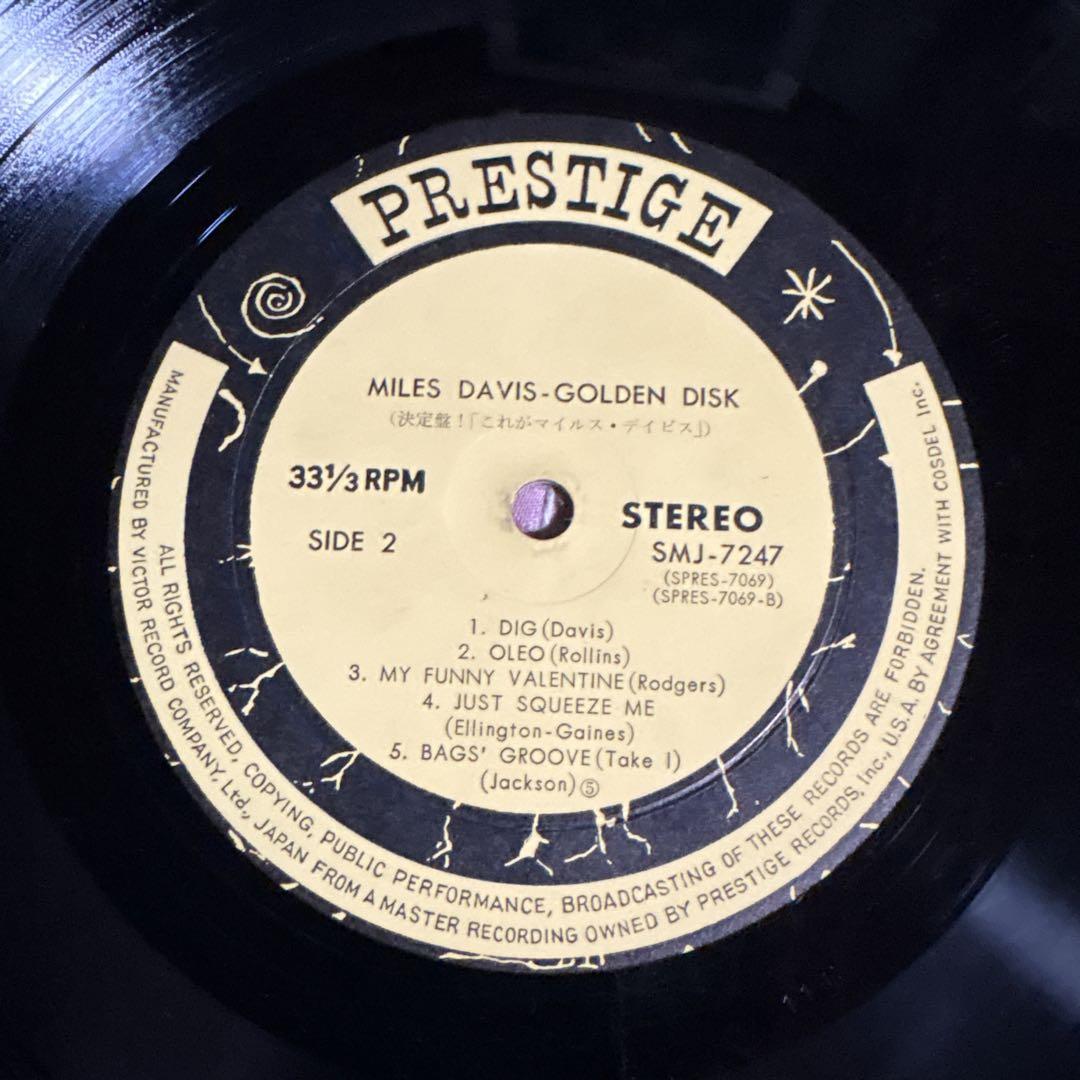 PRESTIGE
MILES DAVIS-GOLDEN DISK
(決定盤!「これがマイルス・デイビス」)
33⅓ RPM
STEREO
SIDE 2
SMJ-7247
(SPRES-7069)
(SPRES-7069-B)
1. DIG (Davis)
2. OLEO (Rollins)
3. MY FUNNY VALENTINE (Rodgers)
4. JUST SQUEEZE ME
(Ellington-Gaines)
5. BAGS' GROOVE (Take I)
(Jackson) ⑤
ALL RIGHTS RESERVED, COPYING, PUBLIC PERFORMANCE, BROADCASTING OF THESE RECORDS ARE FORBIDDEN.
MANUFACTURED BY VICTOR RECORD COMPANY, Ltd., JAPAN FROM A MASTER RECORDING OWNED BY PRESTIGE RECORDS, Inc., U.S.A. BY AGREEMENT WITH COSDEL Inc.